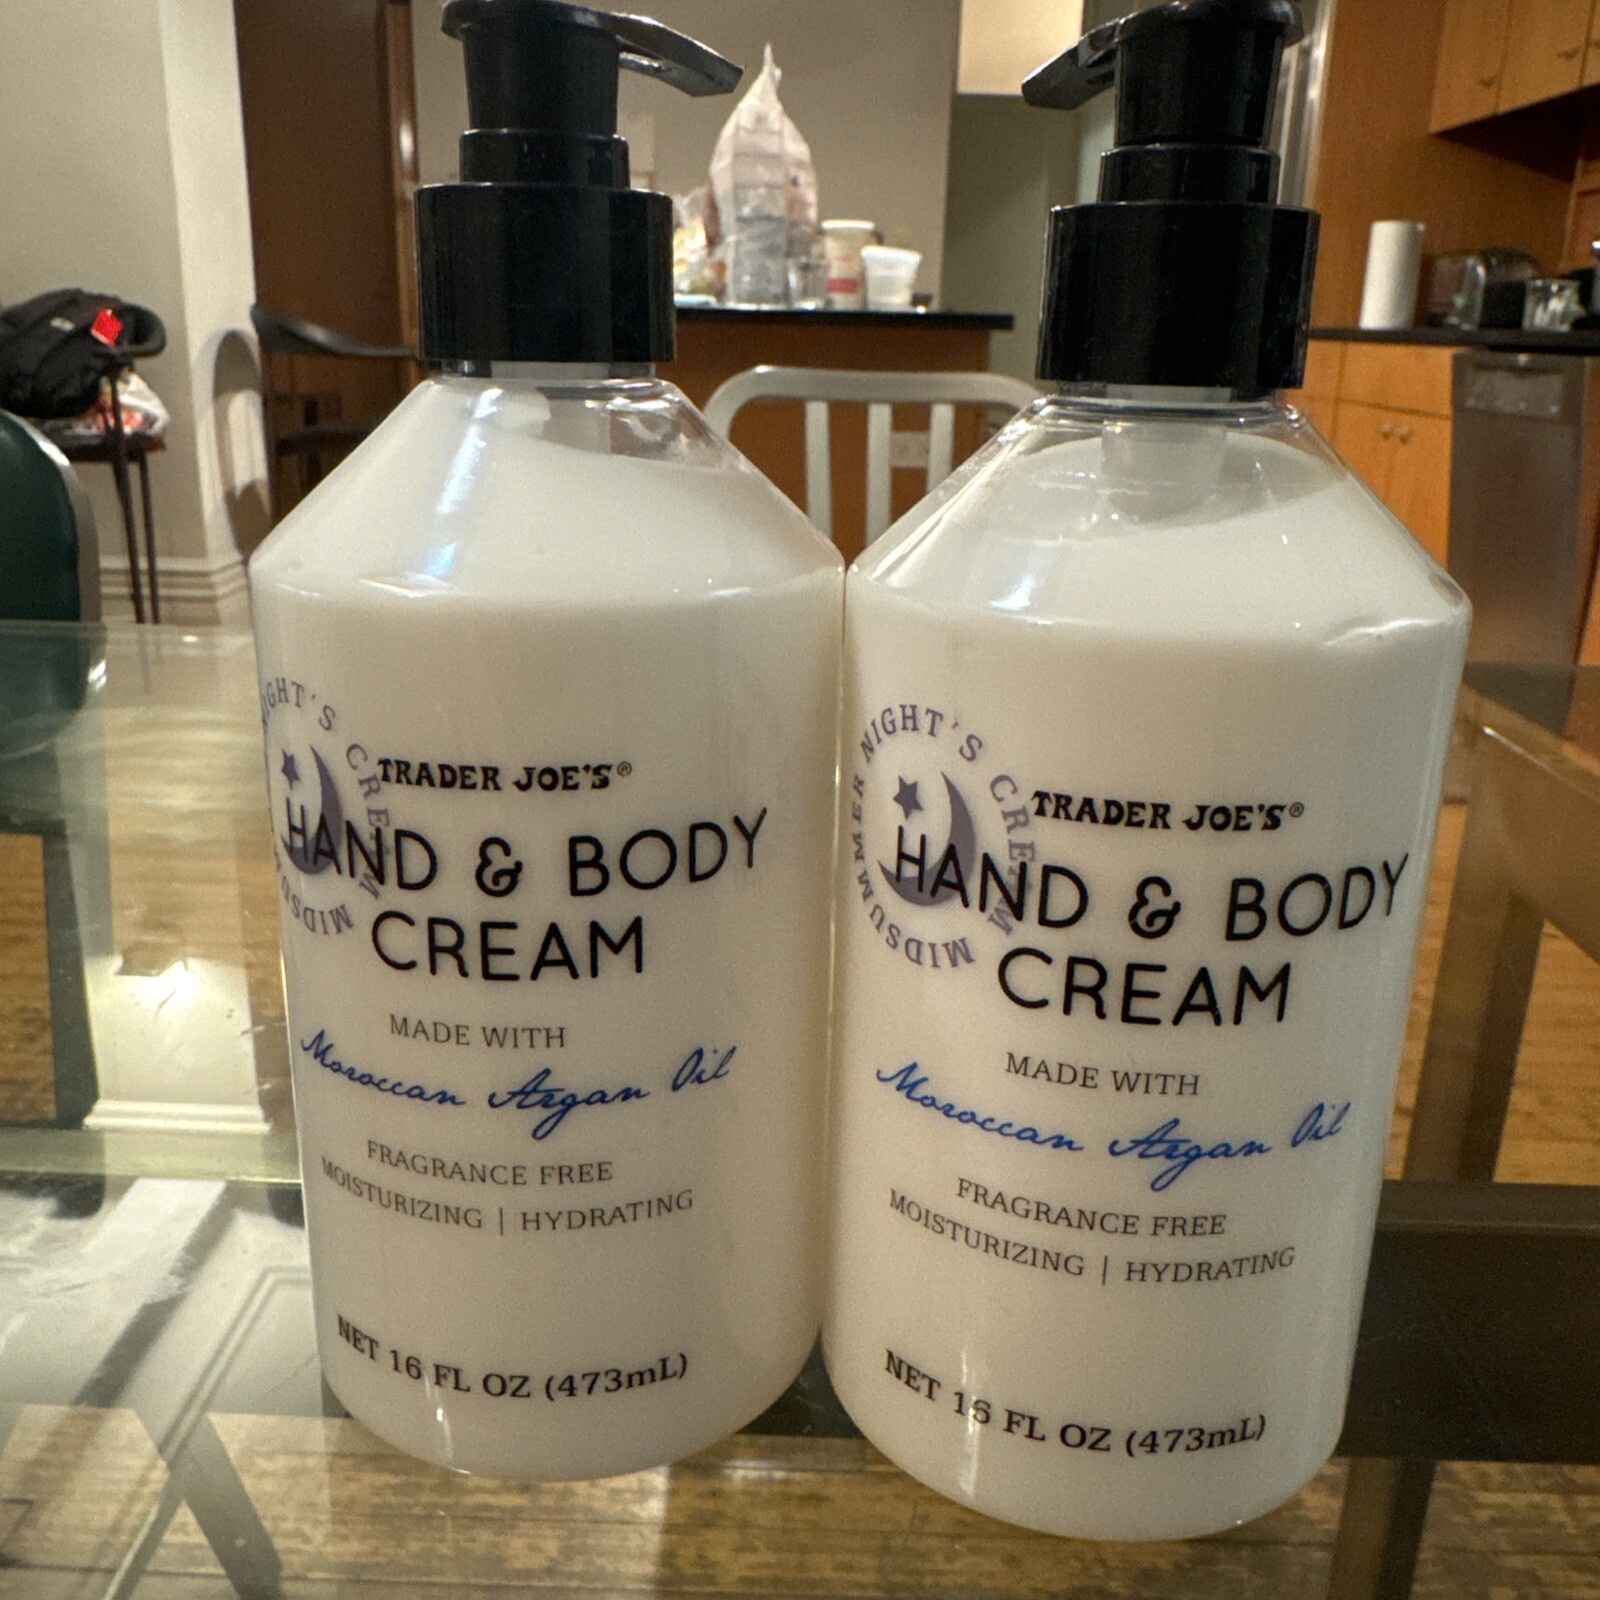 NIGHT'S CREAM
MIDSUMMER
TRADER JOE'S®
HAND & BODY
CREAM
MADE WITH
Moroccan Argan Oil
FRAGRANCE FREE
MOISTURIZING | HYDRATING
NET 16 FL OZ (473mL)
MIDSUMMER NIGHT'S CREAM
TRADER JOE'S®
HAND & BODY
CREAM
MADE WITH
Moroccan Argan Oil
FRAGRANCE FREE
MOISTURIZING | HYDRATING
NET 16 FL OZ (473mL)